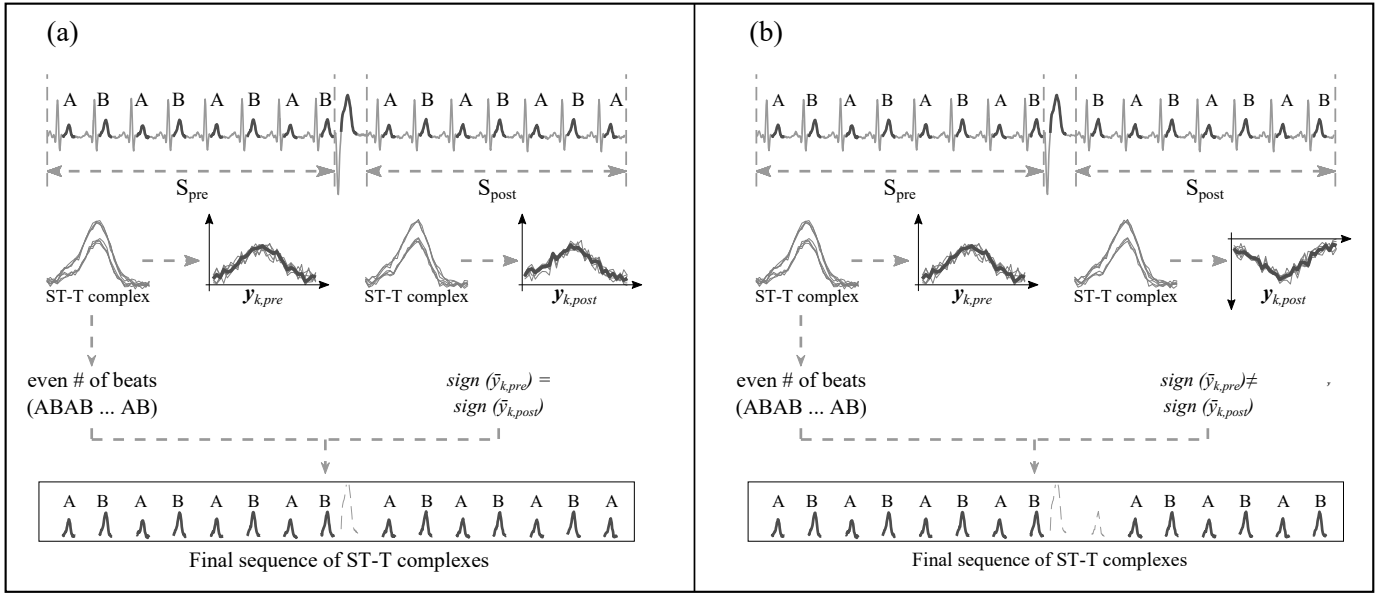 (a)
A B A B A B A B A B A B A B A
S_pre S_post
ST-T complex y_k,pre ST-T complex y_k,post
even # of beats
(ABAB ... AB)
sign (ȳ_k,pre) =
sign (ȳ_k,post)
A B A B A B A B A B A B A B A
Final sequence of ST-T complexes
(b)
A B A B A B A B B A B A B A B
S_pre S_post
ST-T complex y_k,pre ST-T complex y_k,post
even # of beats
(ABAB ... AB)
sign (ȳ_k,pre)≠ ,
sign (ȳ_k,post)
A B A B A B A B A B A B A B
Final sequence of ST-T complexes